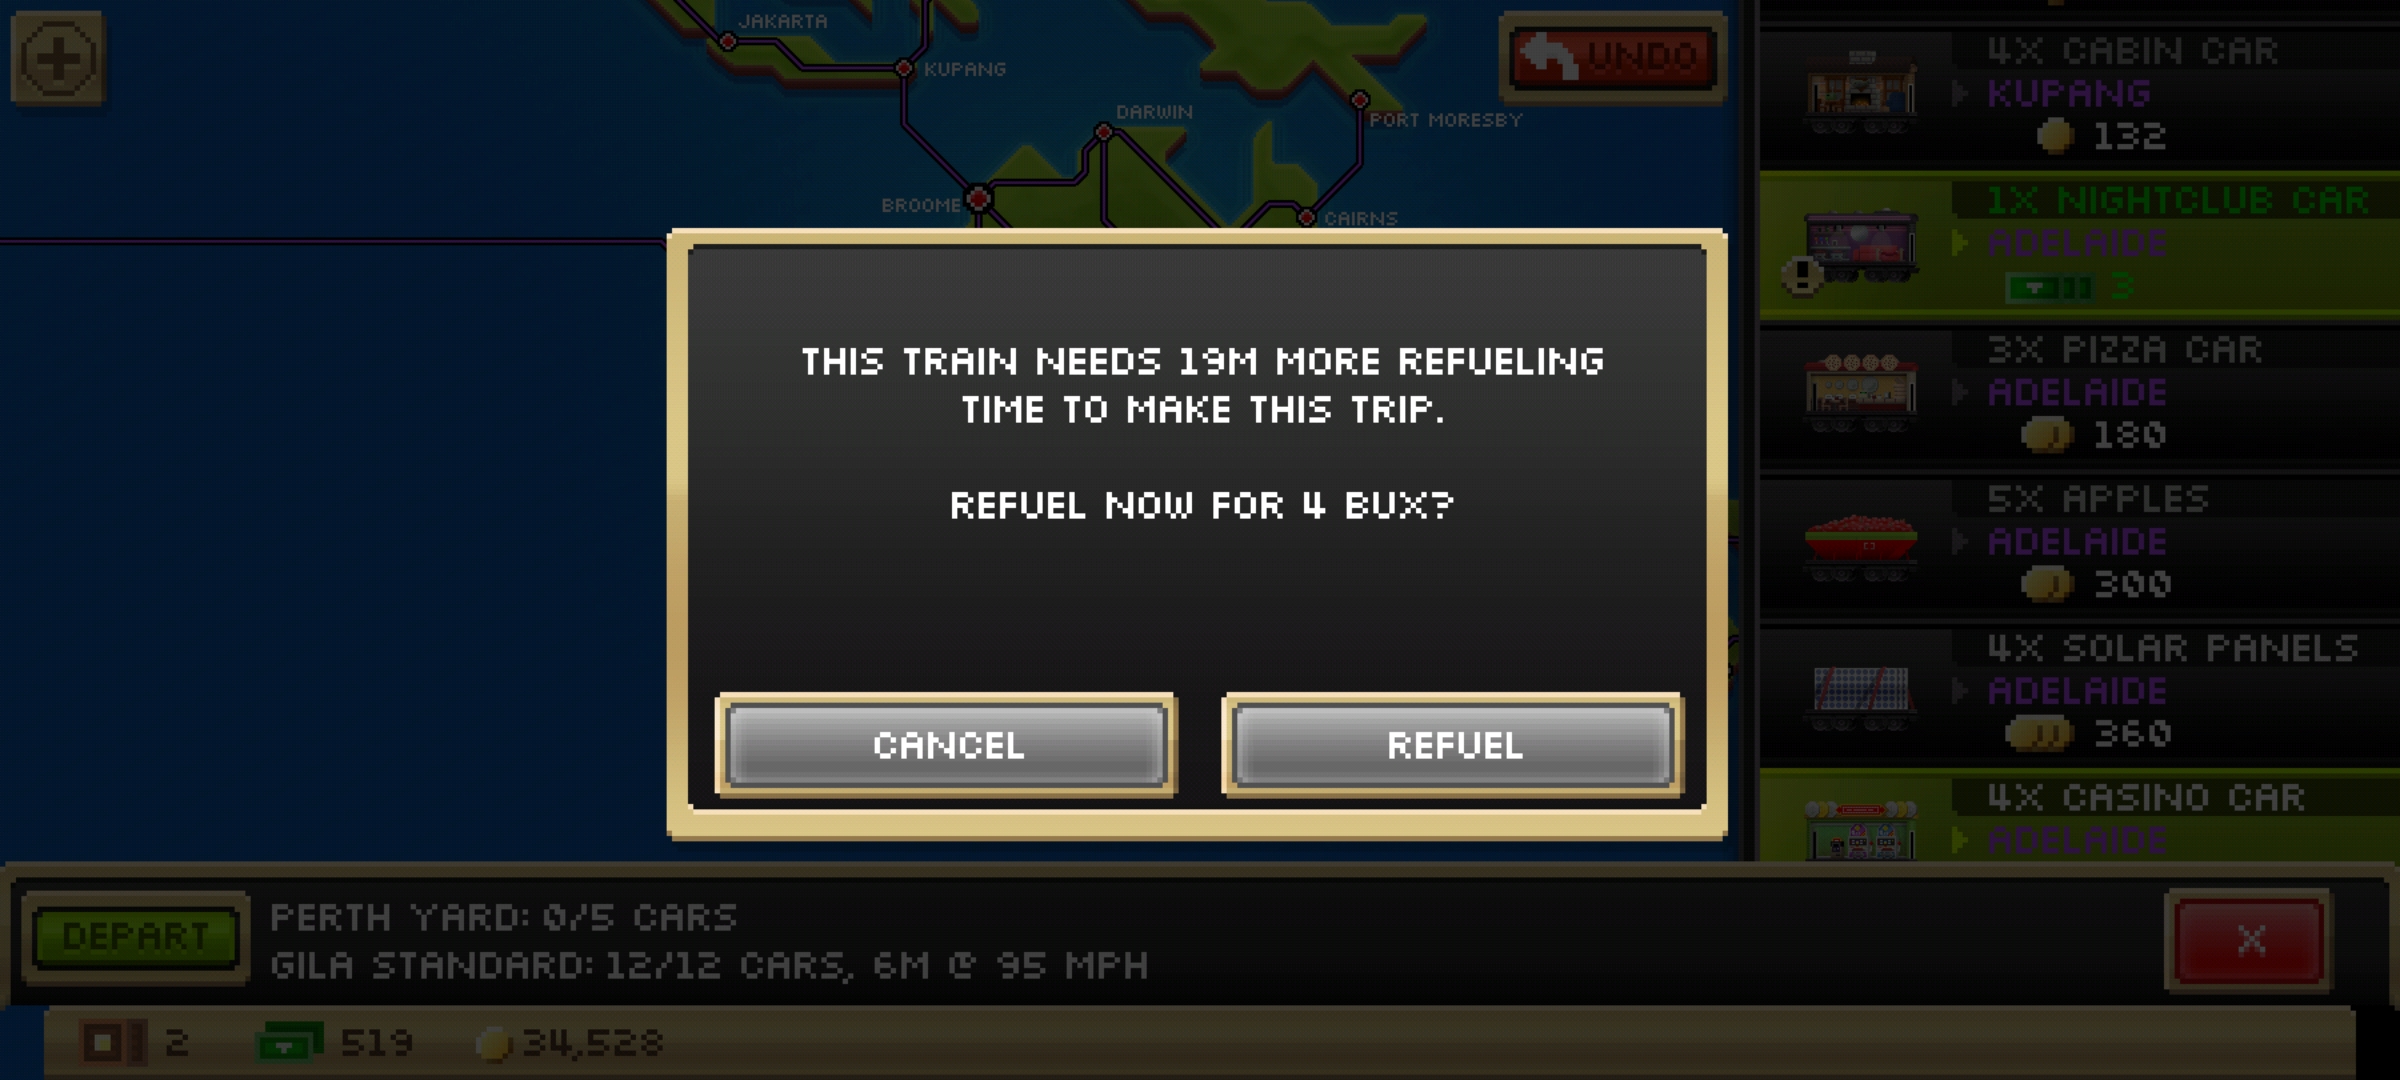 JAKARTA
KUPANG
DARWIN
PORT MORESBY
BROOME
CAIRNS
UNDO
4X CABIN CAR
KUPANG
132
1X NIGHTCLUB CAR
ADELAIDE
3
3X PIZZA CAR
ADELAIDE
180
5X APPLES
ADELAIDE
300
4X SOLAR PANELS
ADELAIDE
360
4X CASINO CAR
ADELAIDE
THIS TRAIN NEEDS 19M MORE REFUELING
TIME TO MAKE THIS TRIP.
REFUEL NOW FOR 4 BUX?
CANCEL
REFUEL
DEPART
PERTH YARD: 0/5 CARS
GILA STANDARD: 12/12 CARS, 6M @ 95 MPH
X
2
519
34,528